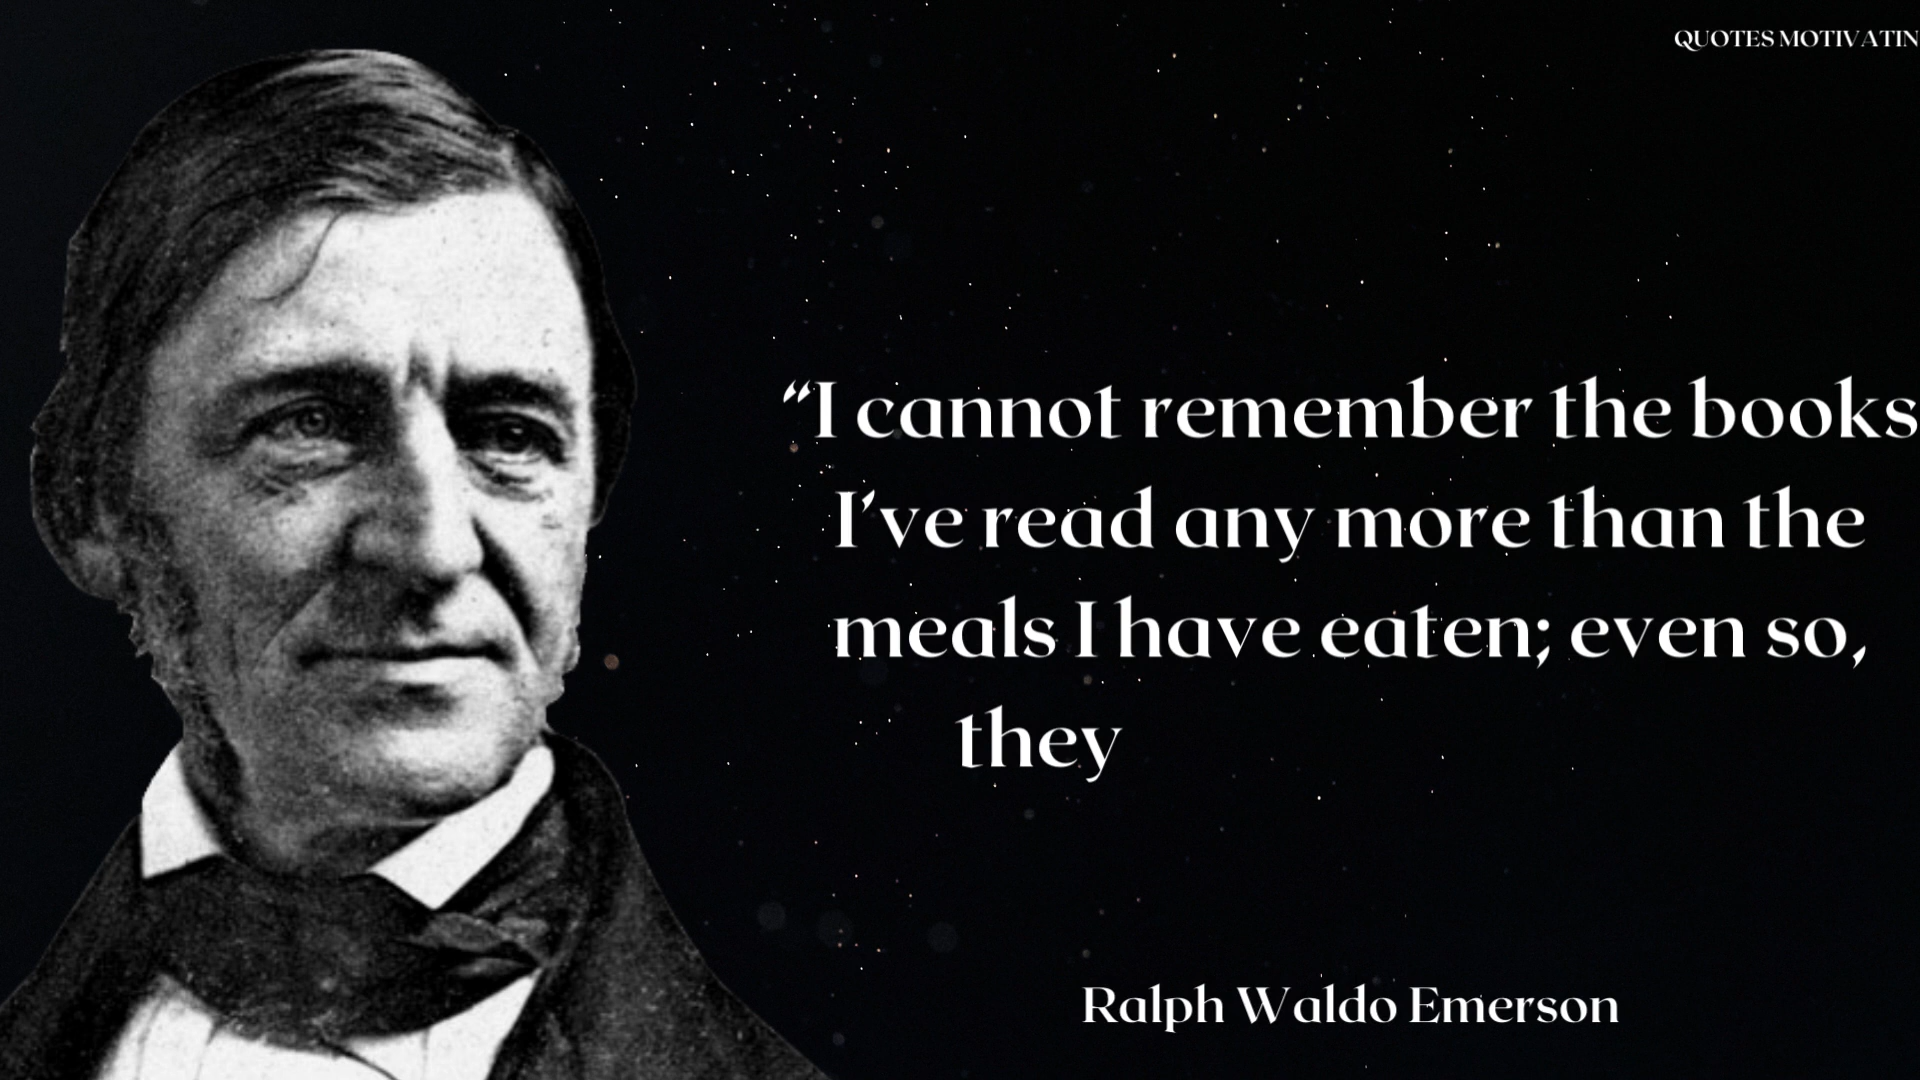 QUOTES MOTIVATIN
“I cannot remember the books
I’ve read any more than the
meals I have eaten; even so,
they
Ralph Waldo Emerson